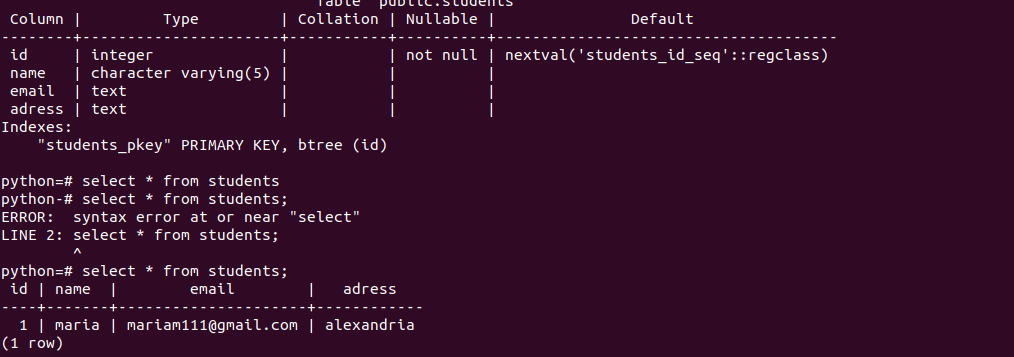 Table "public.students
 Column |         Type         | Collation | Nullable |               Default
--------+----------------------+-----------+----------+--------------------------------------
 id     | integer              |           | not null | nextval('students_id_seq'::regclass)
 name   | character varying(5) |           |          |
 email  | text                 |           |          |
 adress | text                 |           |          |
Indexes:
    "students_pkey" PRIMARY KEY, btree (id)
python=# select * from students
python-# select * from students;
ERROR:  syntax error at or near "select"
LINE 2: select * from students;
        ^
python=# select * from students;
 id | name  |        email        |   adress
----+-------+---------------------+------------
  1 | maria | mariam111@gmail.com | alexandria
(1 row)